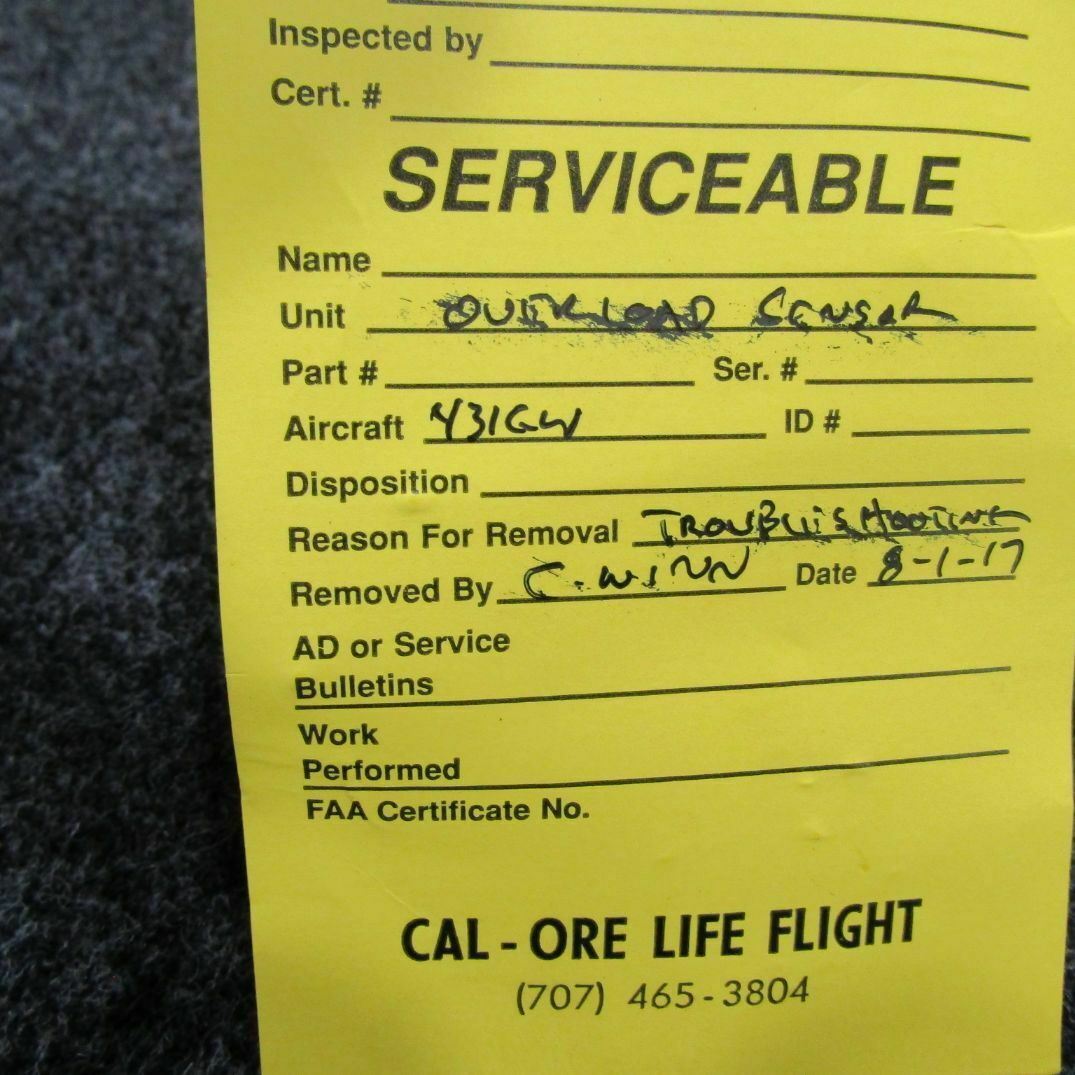 Inspected by
Cert. #
SERVICEABLE
Name
Unit OVERLOAD SENSOR
Part # Ser. #
Aircraft 431GW ID #
Disposition
Reason For Removal TROUBLESHOOTING
Removed By C. WINN Date 8-1-17
AD or Service
Bulletins
Work
Performed
FAA Certificate No.
CAL-ORE LIFE FLIGHT
(707) 465-3804